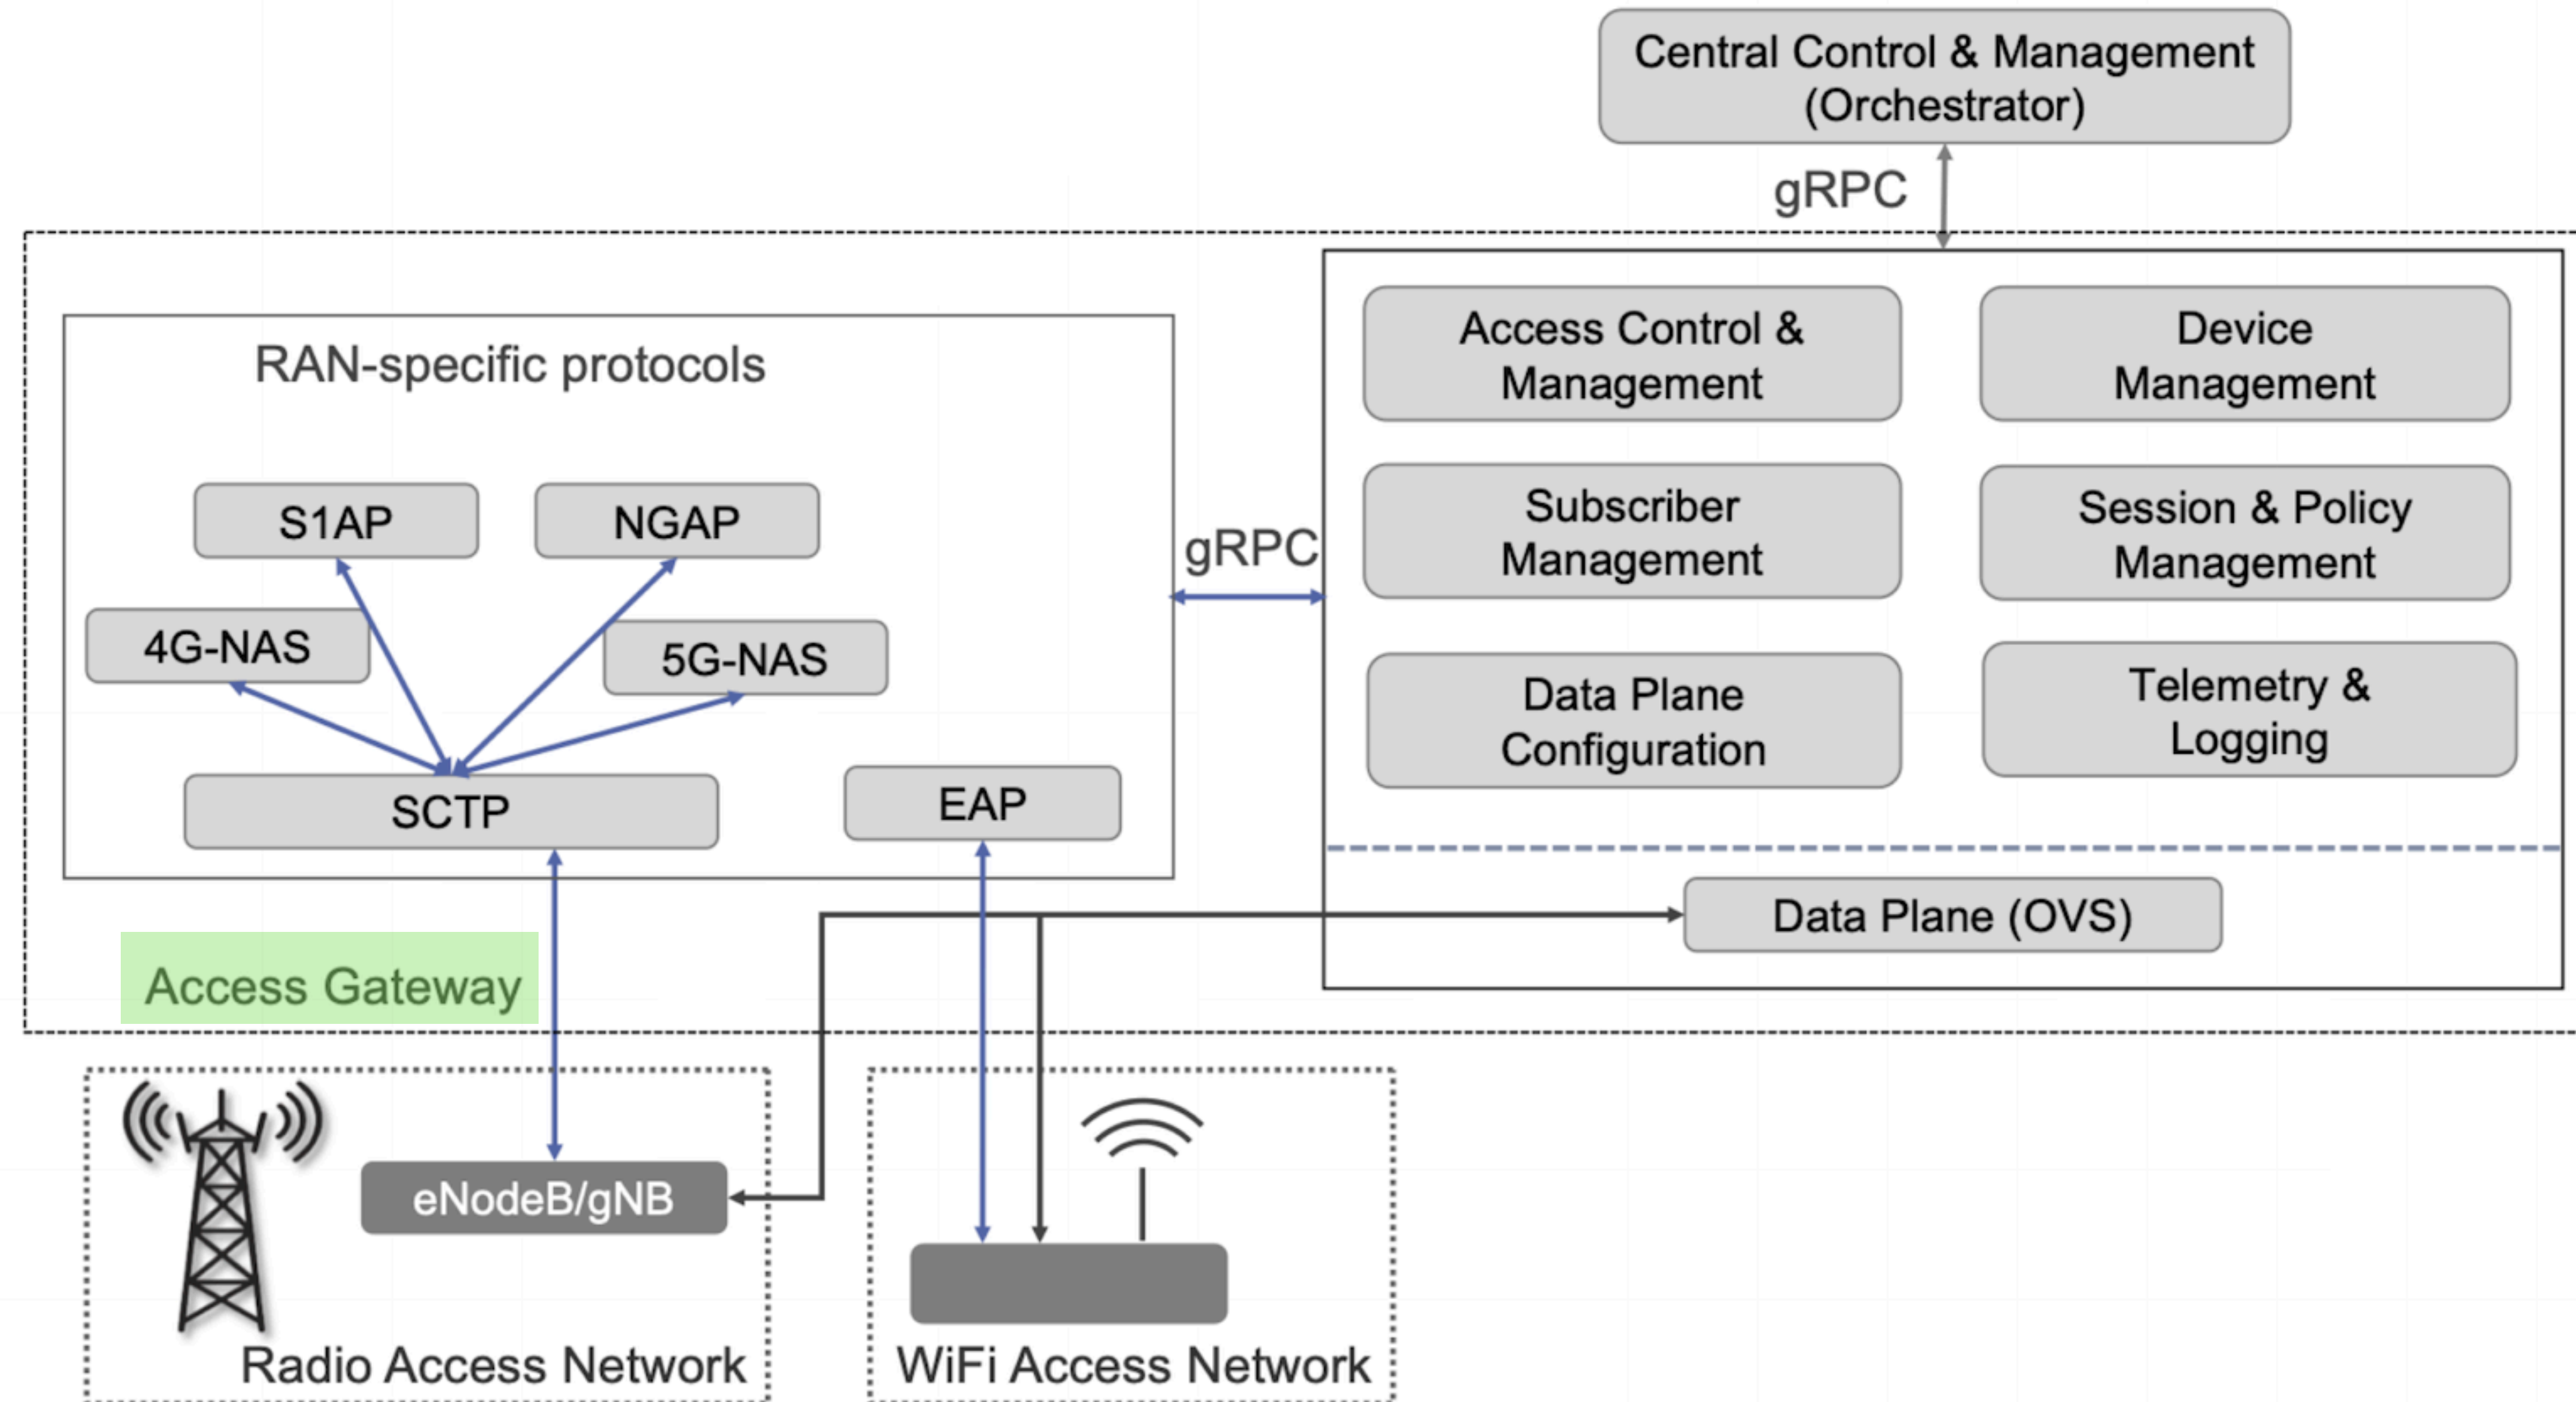 Central Control & Management
(Orchestrator)
gRPC
RAN-specific protocols
S1AP
NGAP
4G-NAS
5G-NAS
SCTP
EAP
gRPC
Access Control &
Management
Device
Management
Subscriber
Management
Session & Policy
Management
Data Plane
Configuration
Telemetry &
Logging
Data Plane (OVS)
Access Gateway
eNodeB/gNB
Radio Access Network
WiFi Access Network